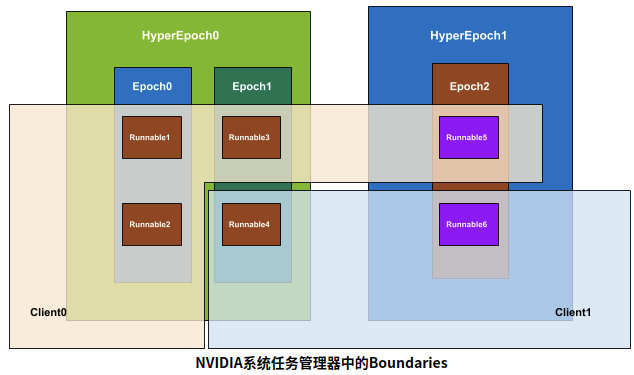 HyperEpoch0
HyperEpoch1
Epoch0
Epoch1
Epoch2
Runnable1
Runnable3
Runnable5
Runnable2
Runnable4
Runnable6
Client0
Client1
NVIDIA系统任务管理器中的Boundaries